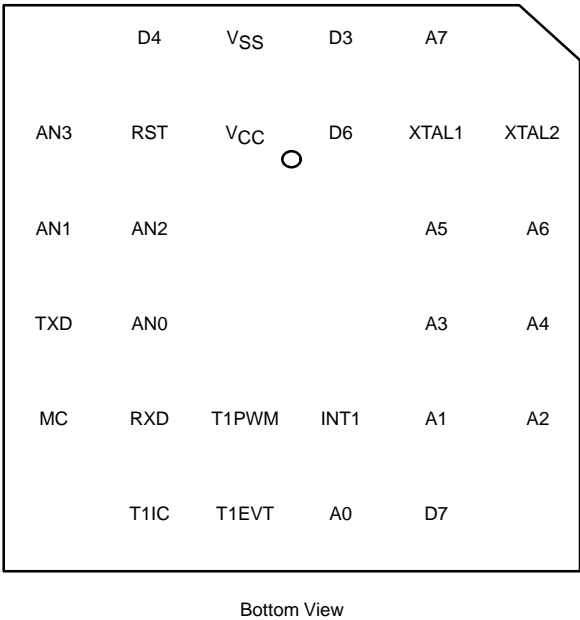 D4 VSS D3 A7
AN3 RST VCC D6 XTAL1 XTAL2
AN1 AN2 A5 A6
TXD AN0 A3 A4
MC RXD T1PWM INT1 A1 A2
T1IC T1EVT A0 D7
Bottom View